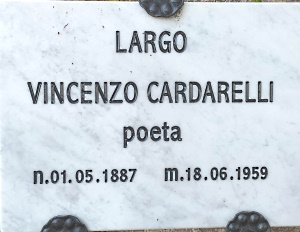 LARGO
VINCENZO CARDARELLI
poeta
n.01.05.1887 m.18.06.1959